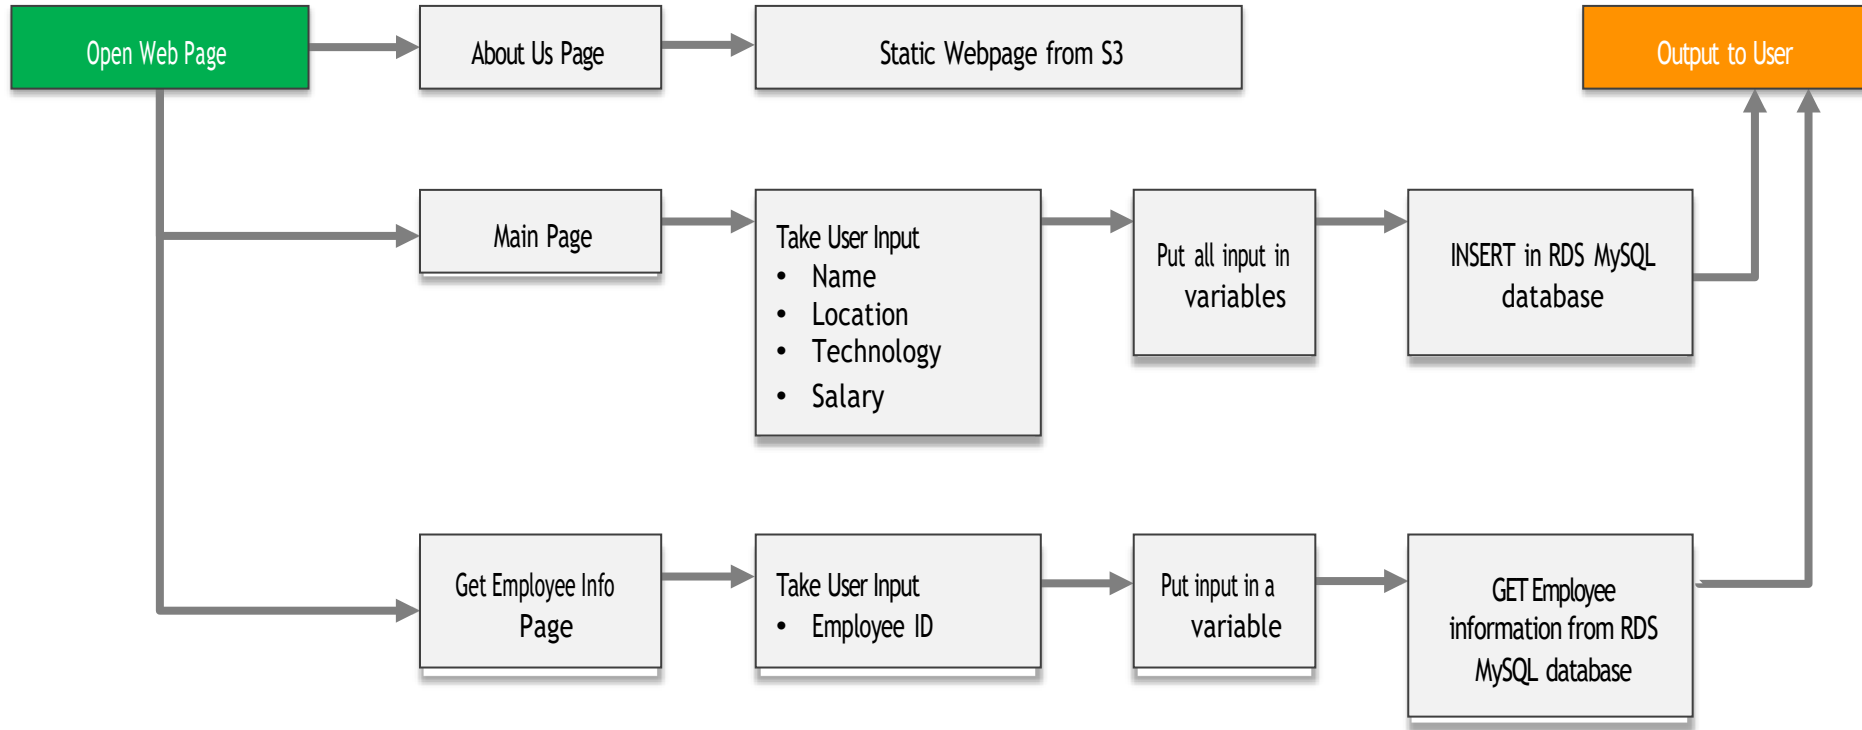 Open Web Page
About Us Page
Static Webpage from S3
Output to User
Main Page
Take User Input
• Name
• Location
• Technology
• Salary
Put all input in
variables
INSERT in RDS MySQL
database
Get Employee Info
Page
Take User Input
• Employee ID
Put input in a
variable
GET Employee
information from RDS
MySQL database